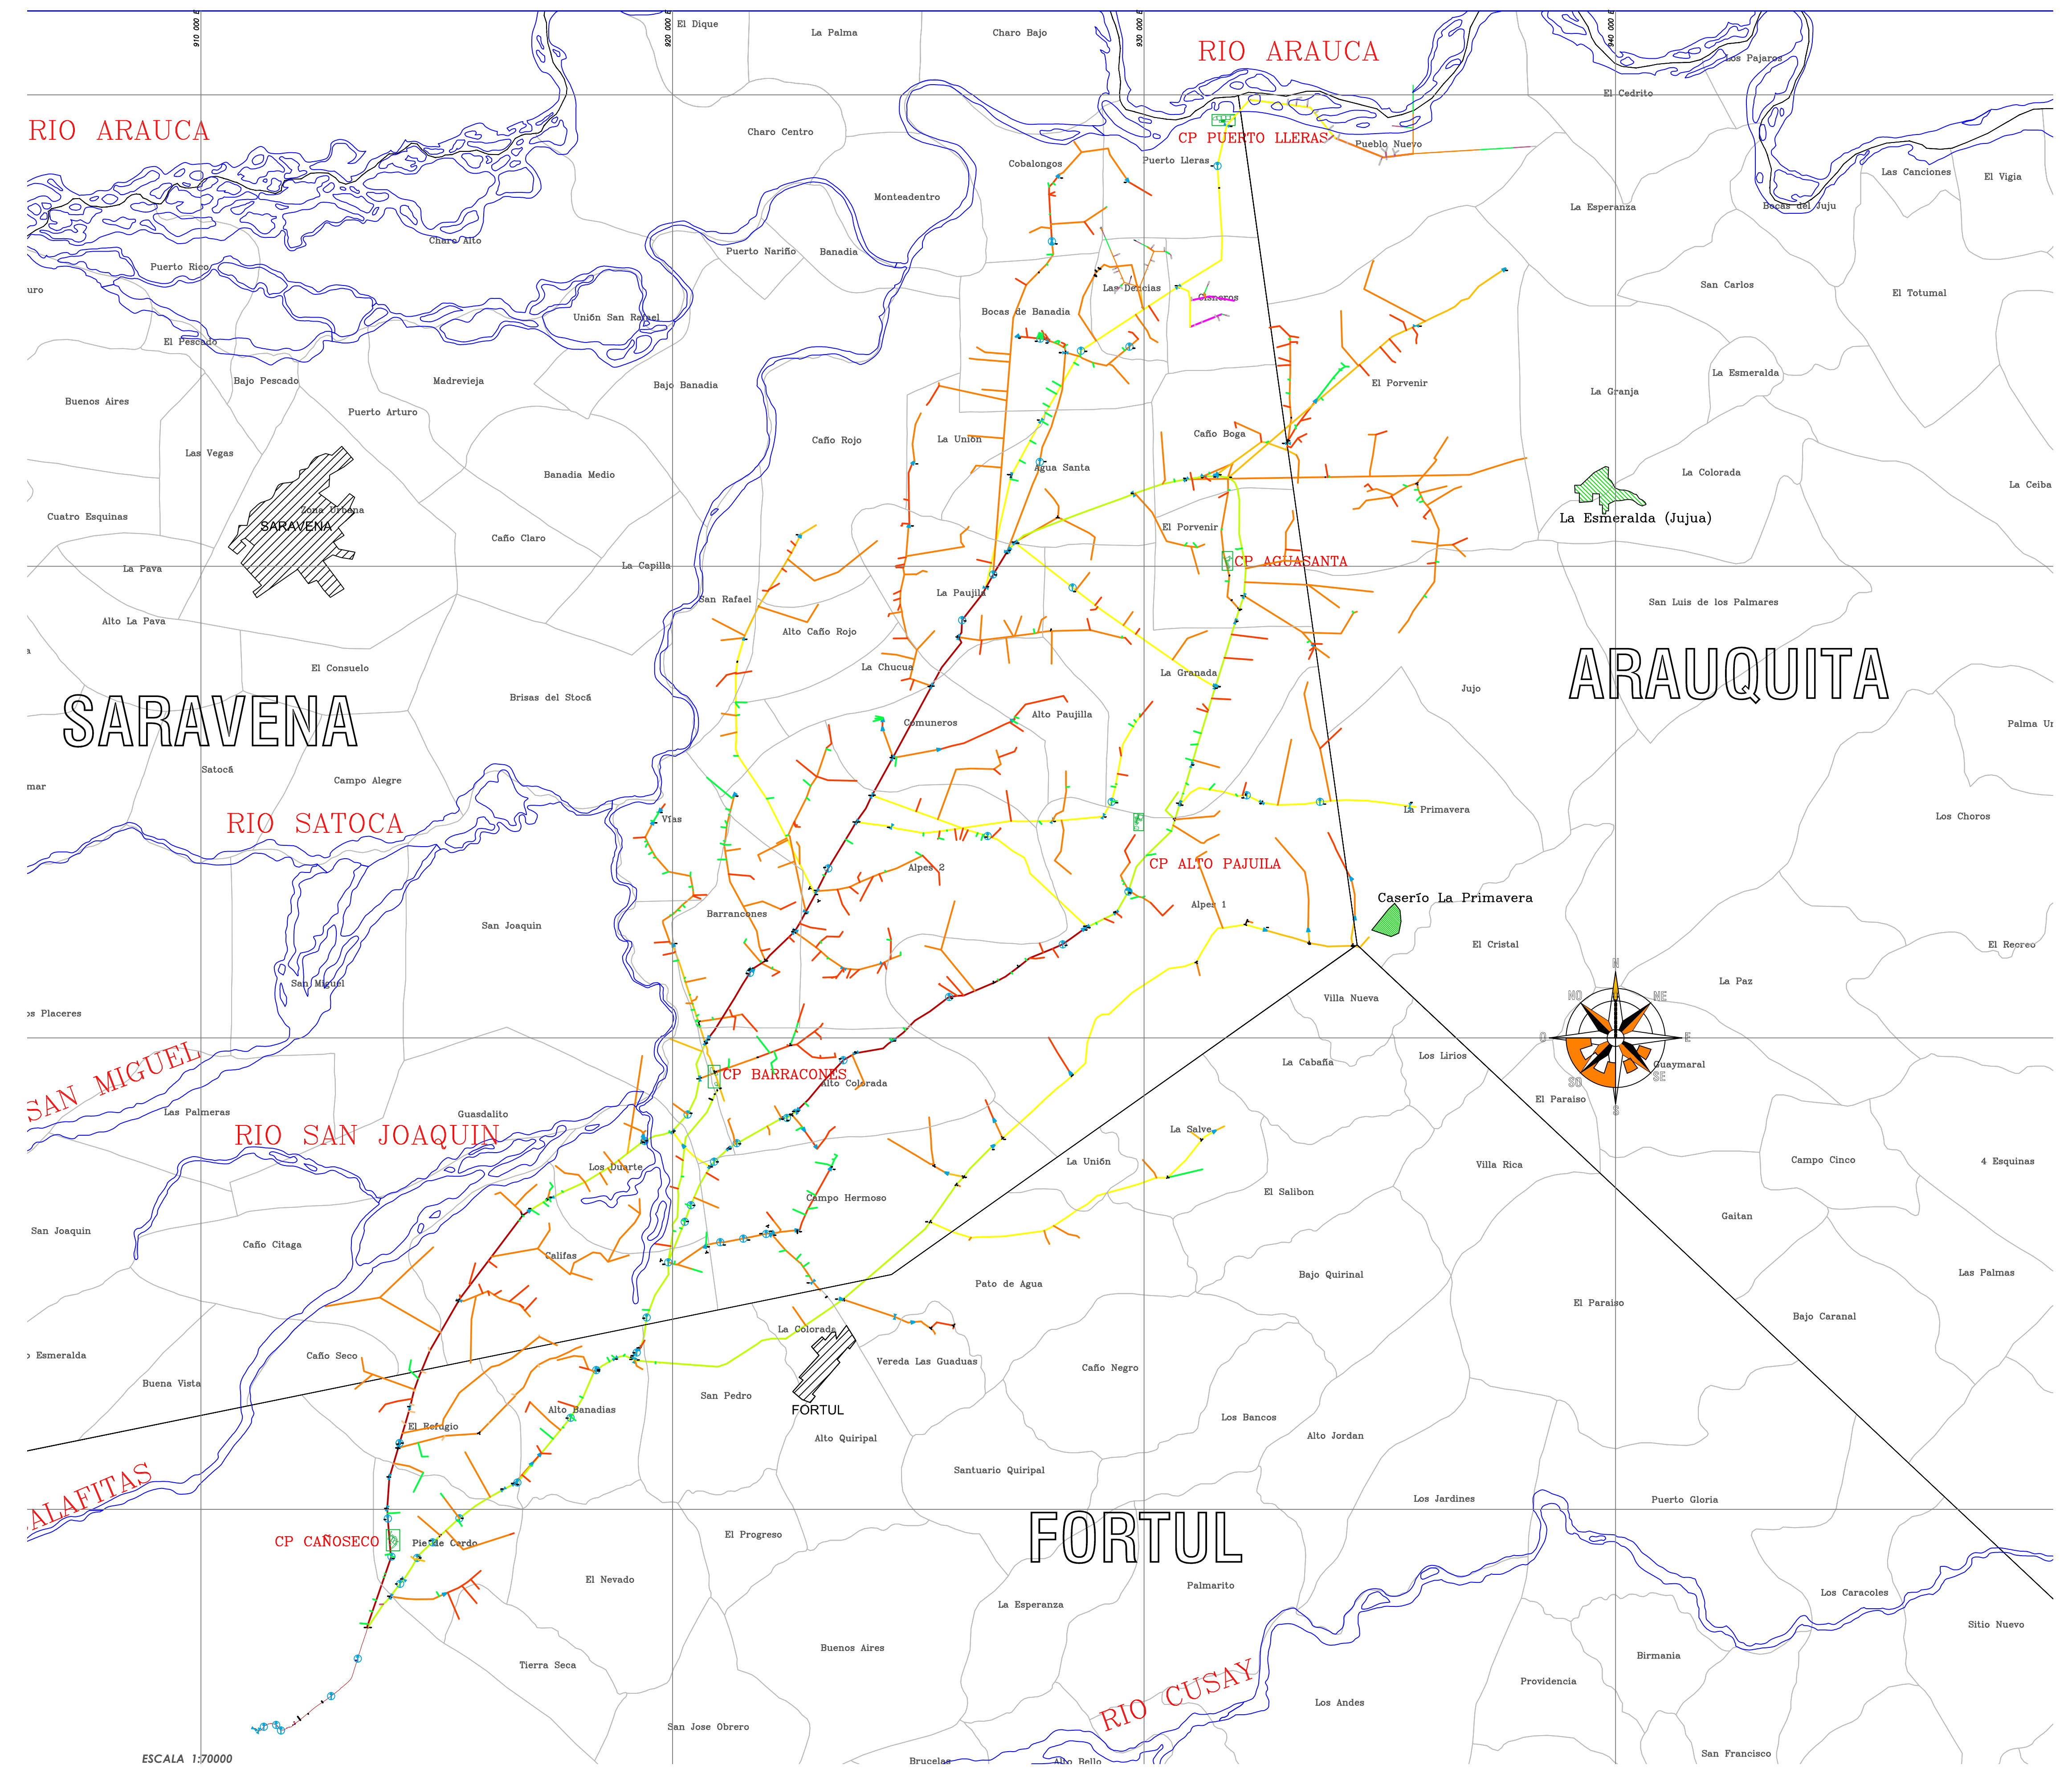 910 000 E
920 000 E
930 000 E
940 000 E
El Dique
La Palma
Charo Bajo
RIO ARAUCA
Los Pajaros
El Cedrito
RIO ARAUCA
Charo Centro
CP PUERTO LLERAS
Pueblo Nuevo
Cobalongos
Puerto Lleras
Las Canciones
El Vigia
Monteadentro
La Esperanza
Bocas del Juju
Charo Alto
Puerto Nariño
Banadia
Puerto Rico
uro
Las Delicias
Cisneros
San Carlos
El Totumal
Unión San Rafael
Bocas de Banadia
El Pescado
Bajo Pescado
Madrevieja
Bajo Banadia
El Porvenir
La Esmeralda
La Granja
Buenos Aires
Puerto Arturo
Caño Rojo
La Unión
Caño Boga
Las Vegas
Banadia Medio
Agua Santa
La Colorada
La Ceiba
Zona Urbana
SARAVENA
Cuatro Esquinas
Caño Claro
El Porvenir
La Esmeralda (Jujua)
La Pava
La Capilla
CP AGUASANTA
San Rafael
La Paujila
San Luis de los Palmares
Alto La Pava
Alto Caño Rojo
a
El Consuelo
La Chucua
La Granada
ARAUQUITA
SARAVENA
Brisas del Stocá
Jujo
Comuneros
Alto Paujilla
Palma Un
Satocá
Campo Alegre
mar
RIO SATOCA
Vías
La Primavera
Los Choros
CP ALTO PAJUILA
Alpes 2
Caserío La Primavera
Barrancones
Alpes 1
San Joaquin
El Cristal
El Recreo
N
San Miguel
La Paz
Villa Nueva
NO
NE
os Placeres
O
E
SAN MIGUEL
La Cabaña
Los Lirios
Guaymaral
CP BARRACONES
Alto Colorada
SO
SE
S
El Paraiso
Las Palmeras
Guasdalito
RIO SAN JOAQUIN
La Salve
Los Duarte
La Unión
Villa Rica
Campo Cinco
4 Esquinas
Campo Hermoso
El Salibon
San Joaquin
Caño Citaga
Gaitan
Califas
Pato de Agua
Bajo Quirinal
Las Palmas
El Paraiso
Bajo Caranal
La Colorada
o Esmeralda
Caño Seco
Vereda Las Guaduas
Caño Negro
Buena Vista
San Pedro
FORTUL
Alto Banadias
El Refugio
Los Bancos
Alto Quiripal
Alto Jordan
Santuario Quiripal
ALAFITAS
Los Jardines
Puerto Gloria
FORTUL
El Progreso
CP CAÑOSECO
Pie de Cerdo
El Nevado
Palmarito
La Esperanza
Los Caracoles
Sitio Nuevo
Buenos Aires
Birmania
Tierra Seca
Providencia
RIO CUSAY
Los Andes
San Jose Obrero
San Francisco
ESCALA 1:70000
Brucelas
Alto Bello